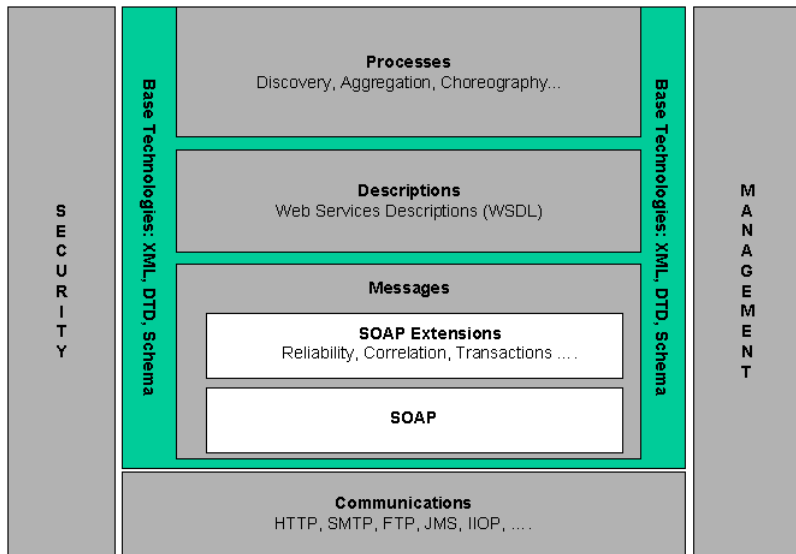 SECURITY
Base Technologies: XML, DTD, Schema
Processes
Discovery, Aggregation, Choreography...
Descriptions
Web Services Descriptions (WSDL)
Messages
SOAP Extensions
Reliability, Correlation, Transactions ....
SOAP
Base Technologies: XML, DTD, Schema
MANAGEMENT
Communications
HTTP, SMTP, FTP, JMS, IIOP, ....